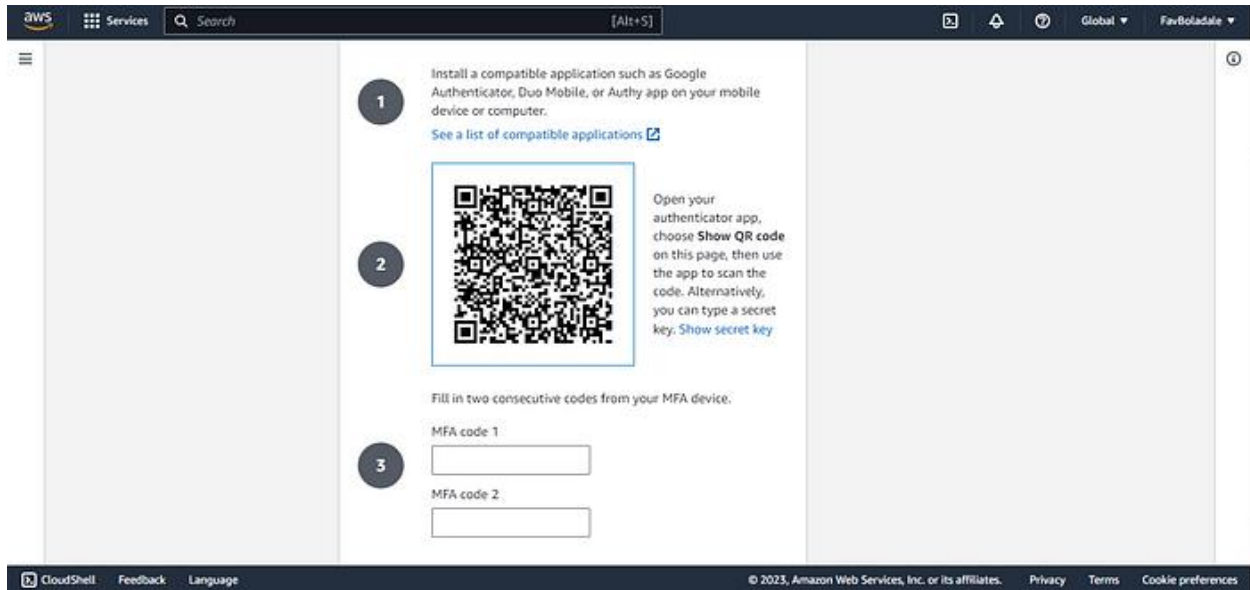 aws Services Search [Alt+S] Global FavBoladale
1
Install a compatible application such as Google
Authenticator, Duo Mobile, or Authy app on your mobile
device or computer.
See a list of compatible applications
2
Open your
authenticator app,
choose Show QR code
on this page, then use
the app to scan the
code. Alternatively,
you can type a secret
key. Show secret key
Fill in two consecutive codes from your MFA device.
MFA code 1
3
MFA code 2
CloudShell Feedback Language © 2023, Amazon Web Services, Inc. or its affiliates. Privacy Terms Cookie preferences